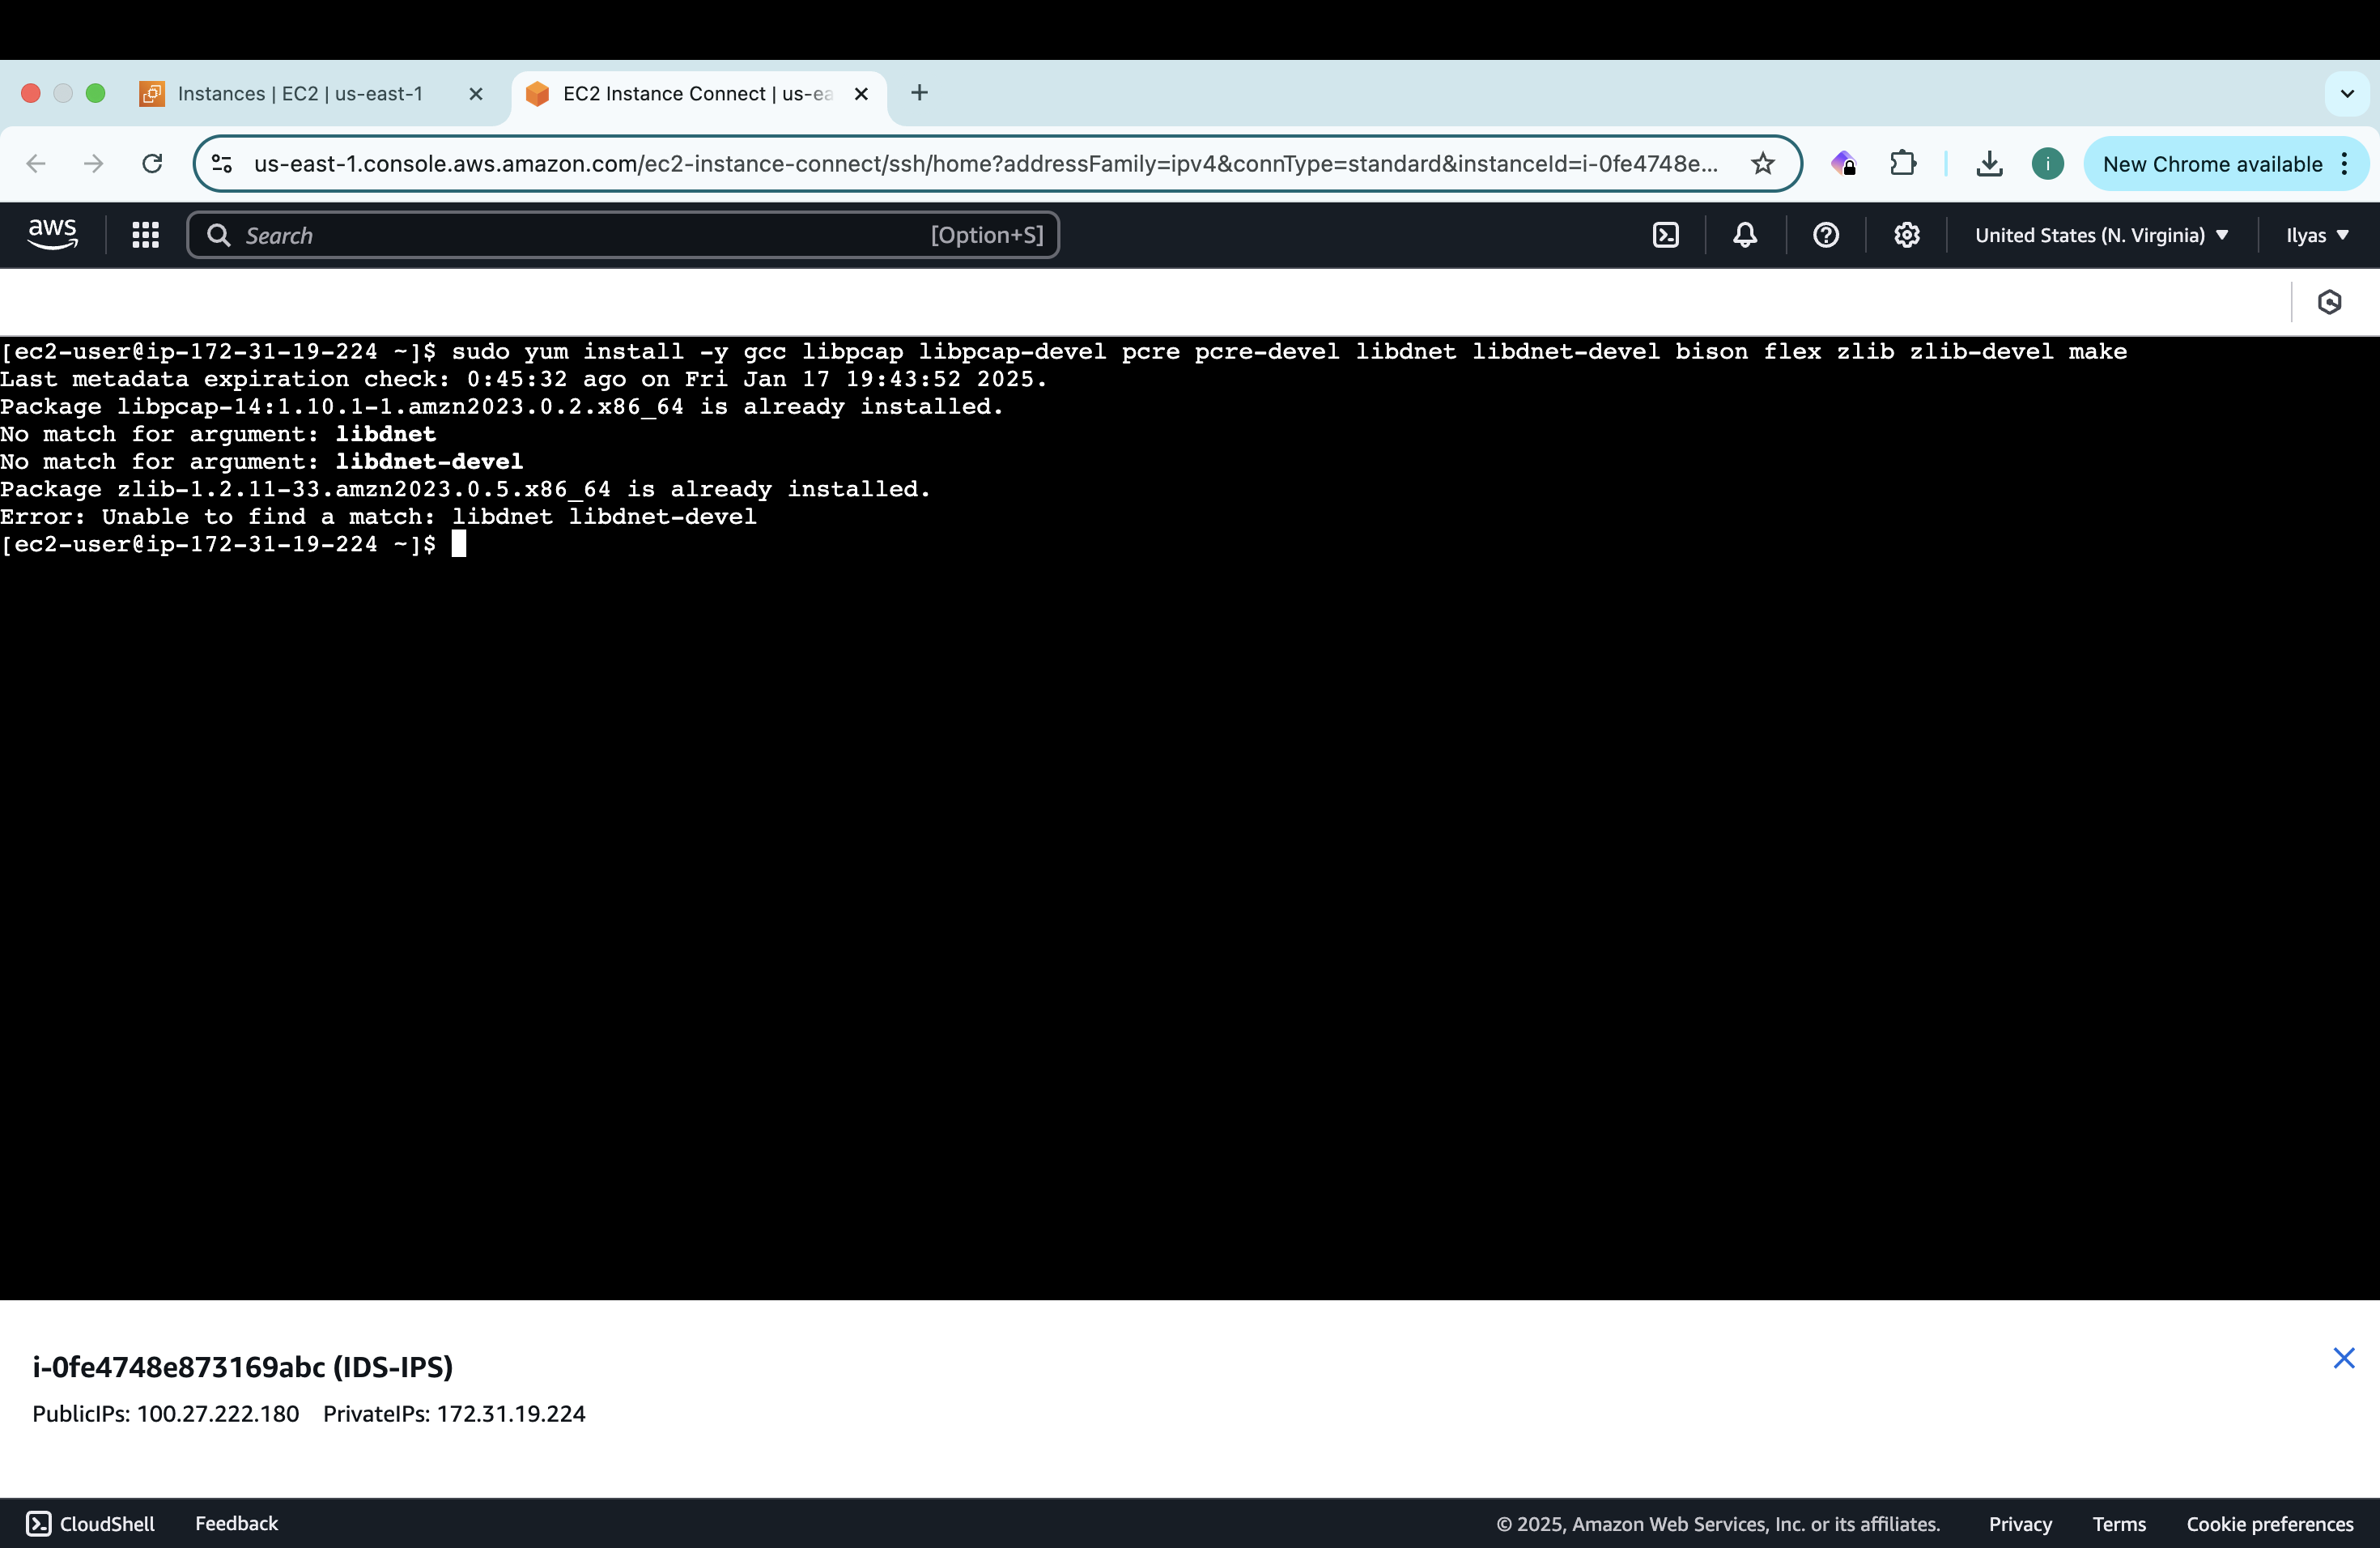 Instances | EC2 | us-east-1
EC2 Instance Connect | us-ea
us-east-1.console.aws.amazon.com/ec2-instance-connect/ssh/home?addressFamily=ipv4&connType=standard&instanceId=i-0fe4748e...
i
New Chrome available
aws
Search
[Option+S]
United States (N. Virginia)
Ilyas
[ec2-user@ip-172-31-19-224 ~]$ sudo yum install -y gcc libpcap libpcap-devel pcre pcre-devel libdnet libdnet-devel bison flex zlib zlib-devel make
Last metadata expiration check: 0:45:32 ago on Fri Jan 17 19:43:52 2025.
Package libpcap-14:1.10.1-1.amzn2023.0.2.x86_64 is already installed.
No match for argument: libdnet
No match for argument: libdnet-devel
Package zlib-1.2.11-33.amzn2023.0.5.x86_64 is already installed.
Error: Unable to find a match: libdnet libdnet-devel
[ec2-user@ip-172-31-19-224 ~]$
i-0fe4748e873169abc (IDS-IPS)
PublicIPs: 100.27.222.180 PrivateIPs: 172.31.19.224
CloudShell
Feedback
© 2025, Amazon Web Services, Inc. or its affiliates.
Privacy
Terms
Cookie preferences